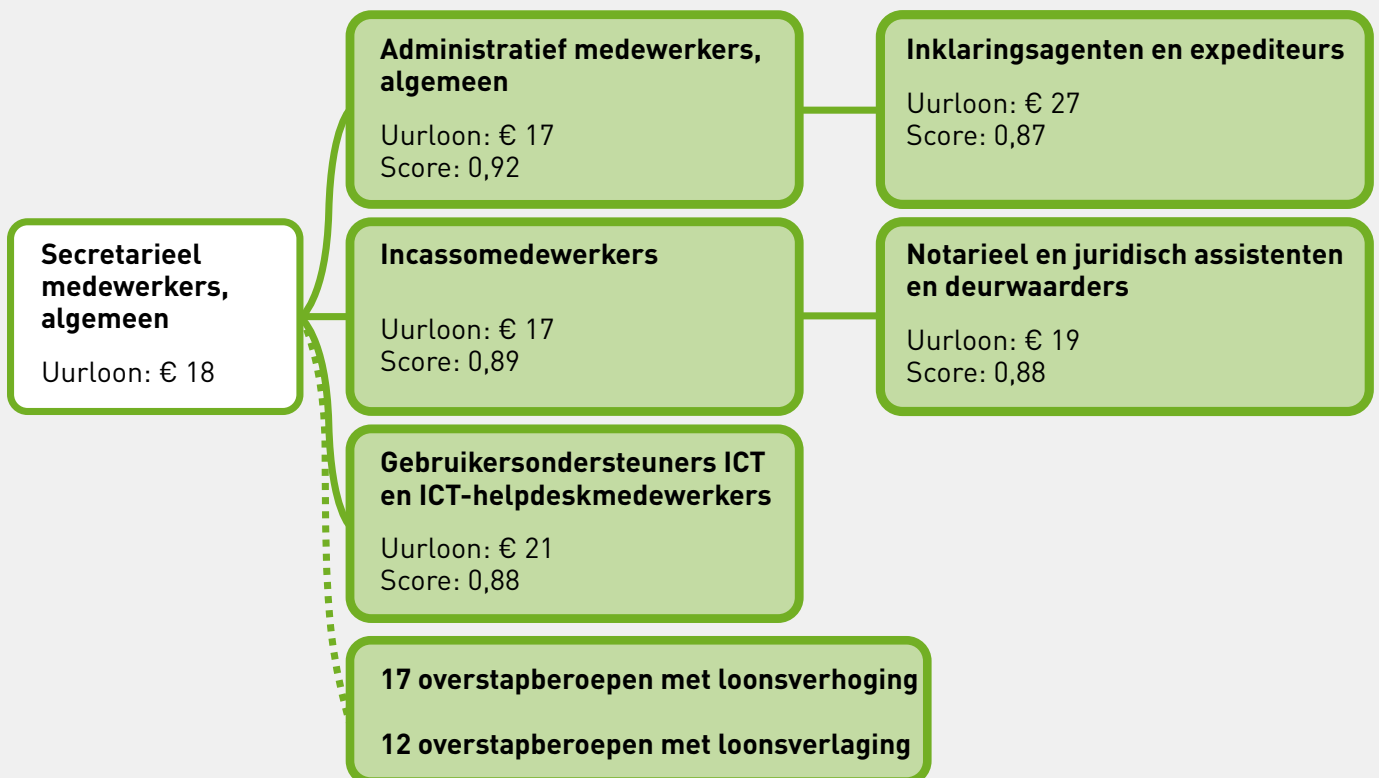 Secretarieel
medewerkers,
algemeen
Uurloon: € 18
Administratief medewerkers,
algemeen
Uurloon: € 17
Score: 0,92
Inklaringsagenten en expediteurs
Uurloon: € 27
Score: 0,87
Incassomedewerkers
Uurloon: € 17
Score: 0,89
Notarieel en juridisch assistenten
en deurwaarders
Uurloon: € 19
Score: 0,88
Gebruikersondersteuners ICT
en ICT-helpdeskmedewerkers
Uurloon: € 21
Score: 0,88
17 overstapberoepen met loonsverhoging
12 overstapberoepen met loonsverlaging